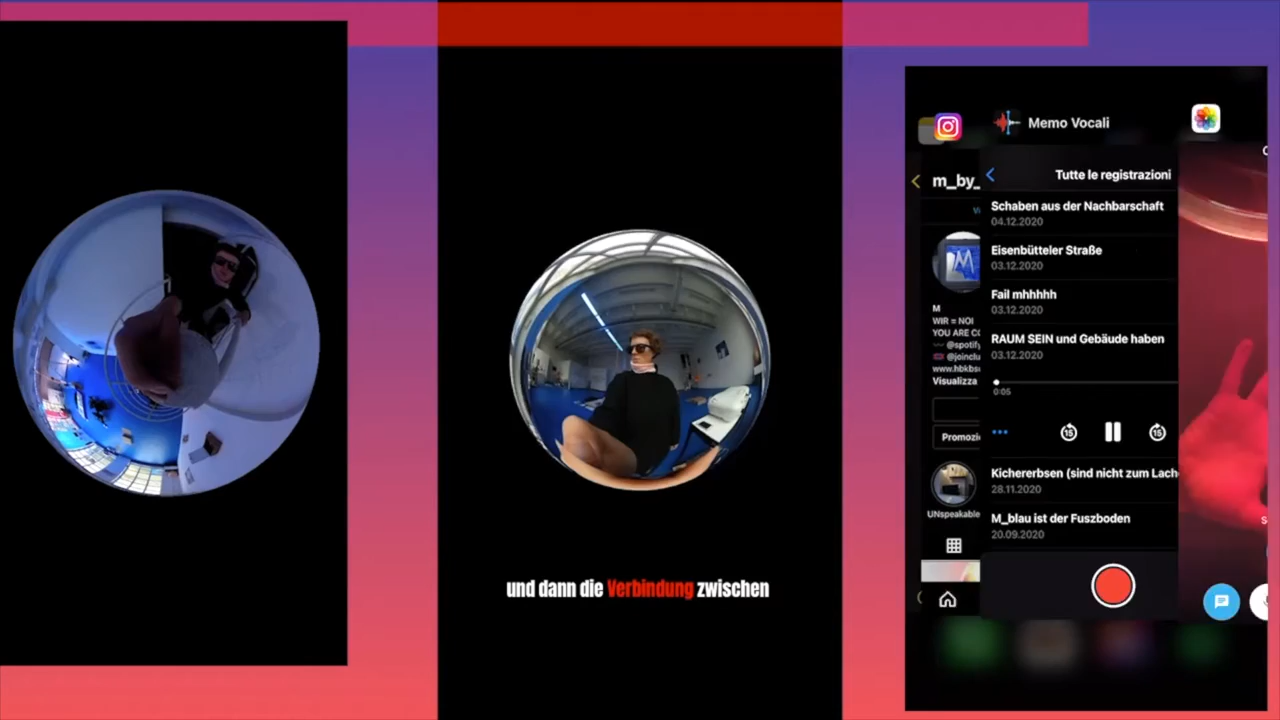 und dann die Verbindung zwischen
Memo Vocali
m_by_
Tutte le registrazioni
Schaben aus der Nachbarschaft
04.12.2020
Eisenbütteler Straße
03.12.2020
Fail mhhhhh
03.12.2020
RAUM SEIN und Gebäude haben
03.12.2020
0:05
15
15
Kichererbsen (sind nicht zum Lach
28.11.2020
M_blau ist der Fuszboden
20.09.2020
M
WIR = NOI
YOU ARE
@spotify
@joinclu
www.hbkbs
Visualizza
Promozi
UNspeakable